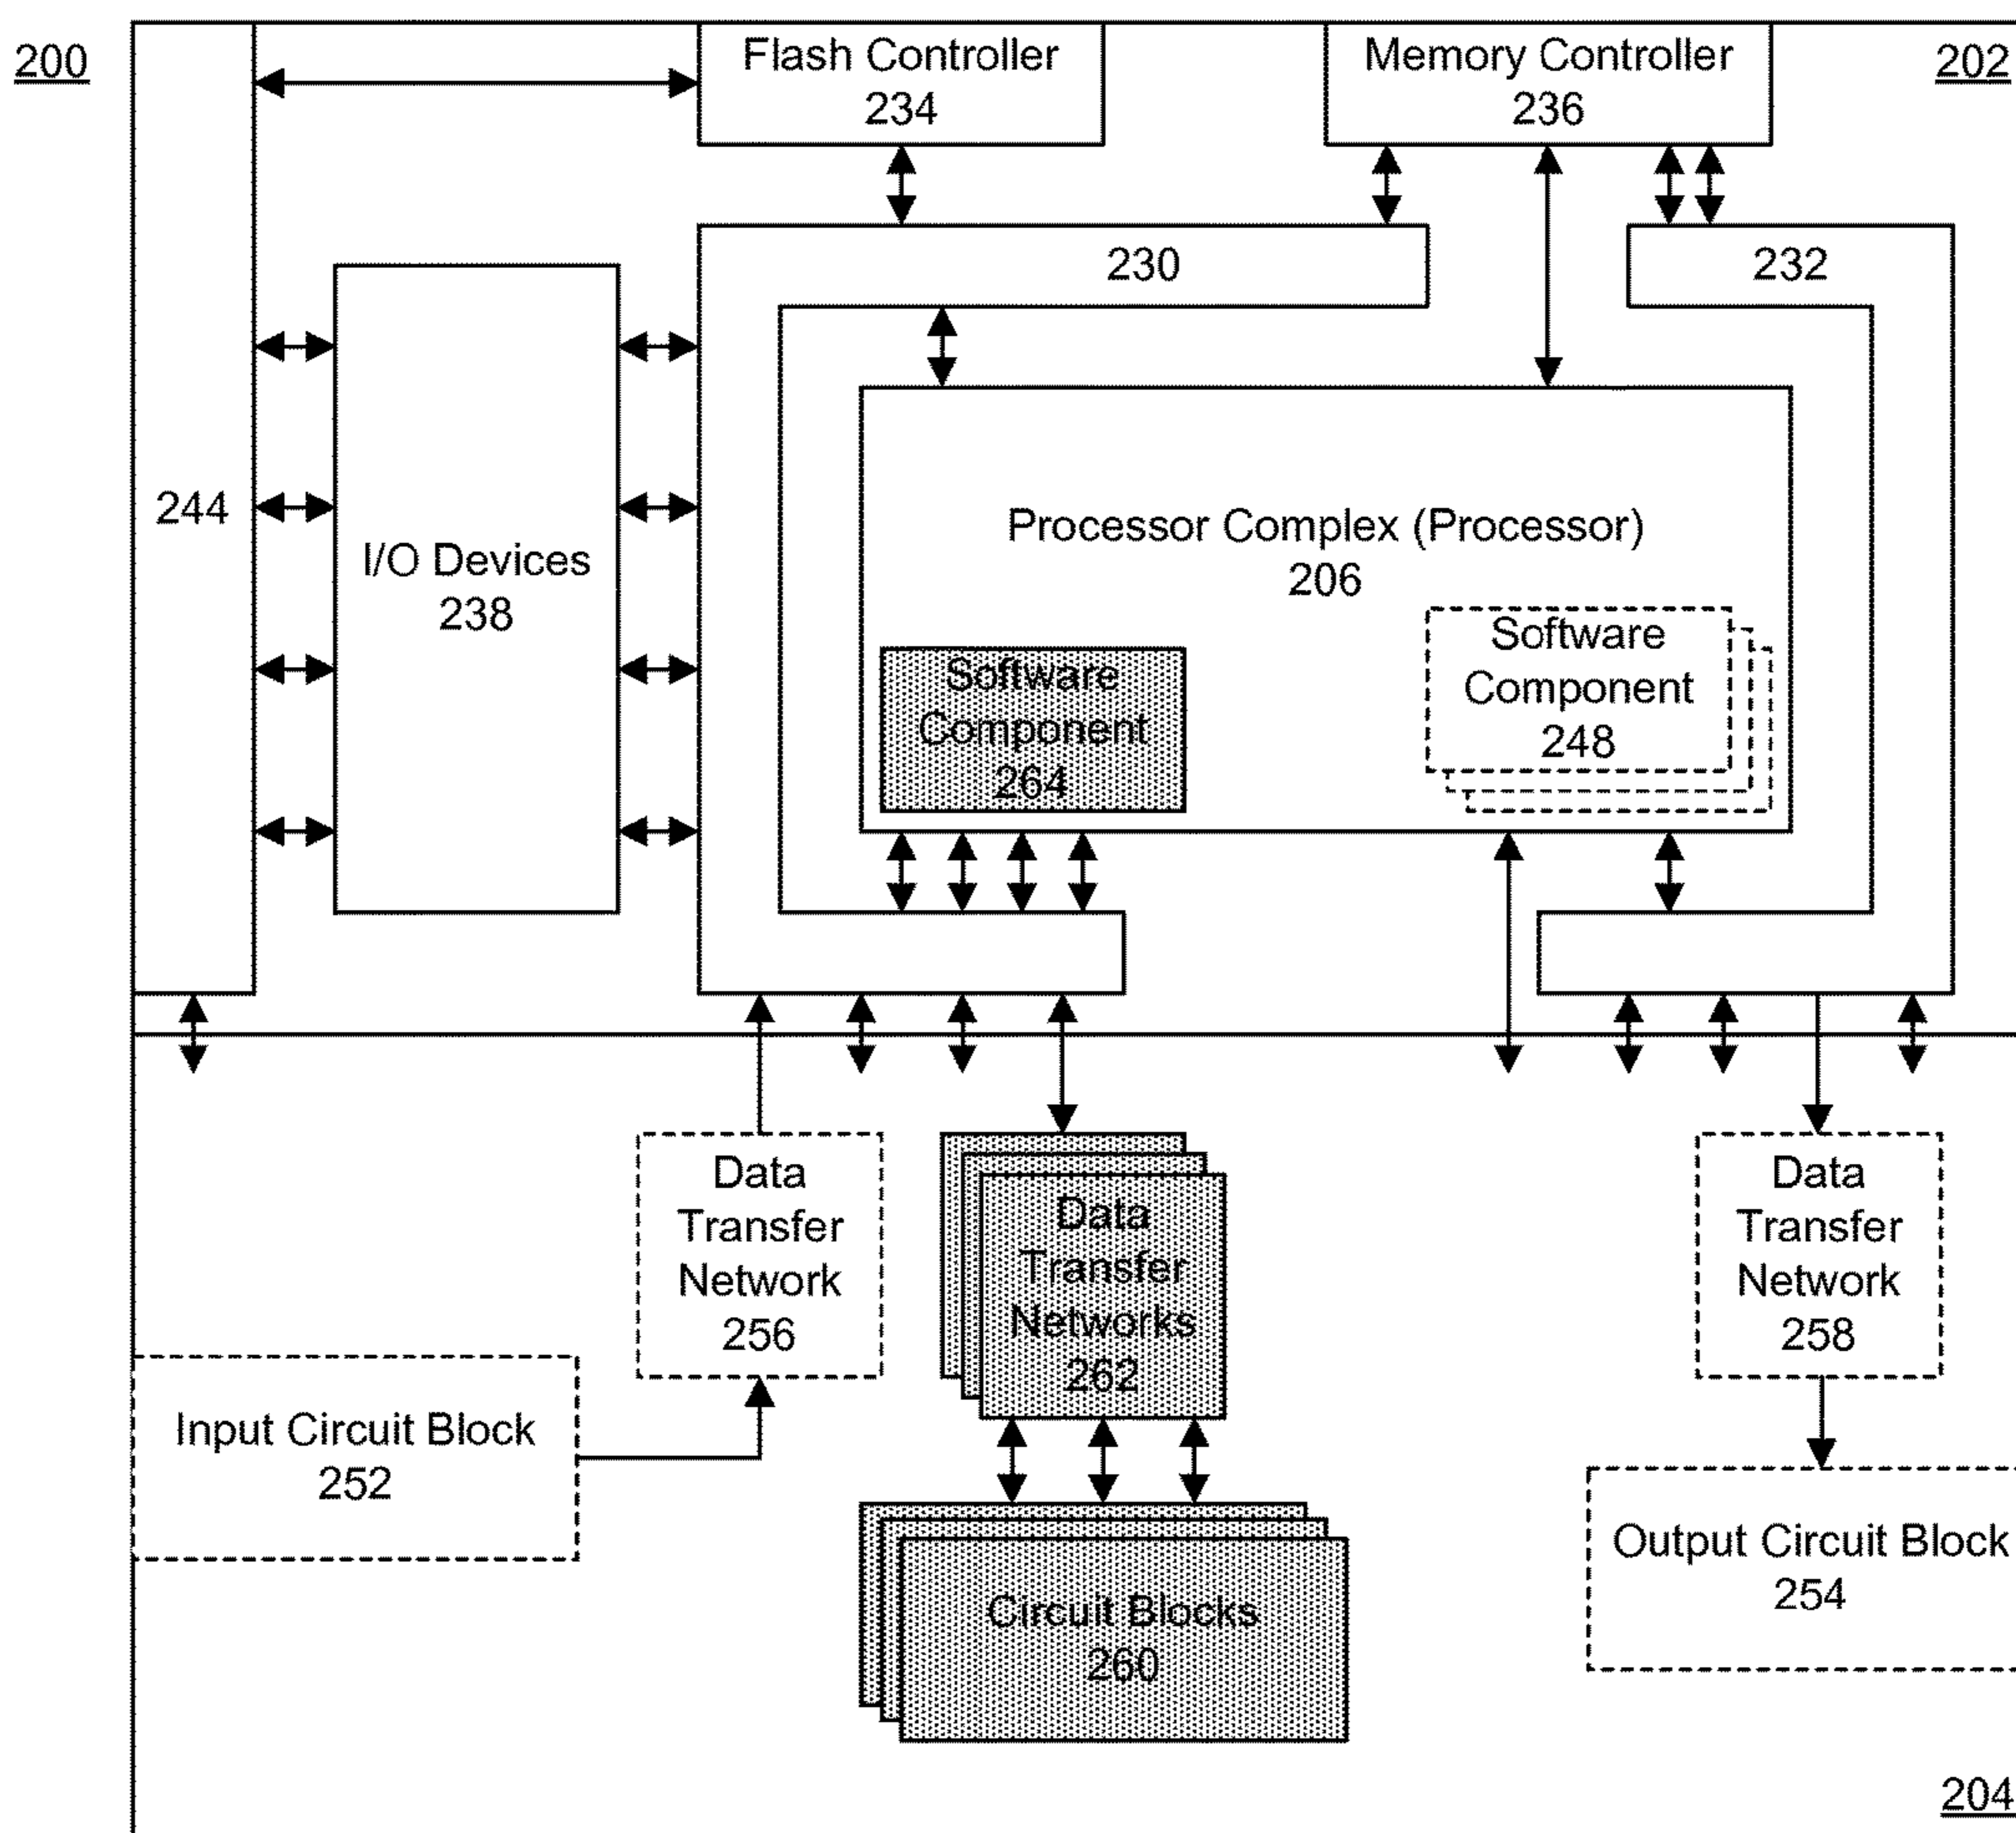 200
Flash Controller
234
Memory Controller
236
202
230
232
244
I/O Devices
238
Processor Complex (Processor)
206
Software
Component
264
Software
Component
248
Data
Transfer
Network
256
Data
Transfer
Networks
262
Data
Transfer
Network
258
Input Circuit Block
252
Output Circuit Block
254
Circuit Blocks
260
204